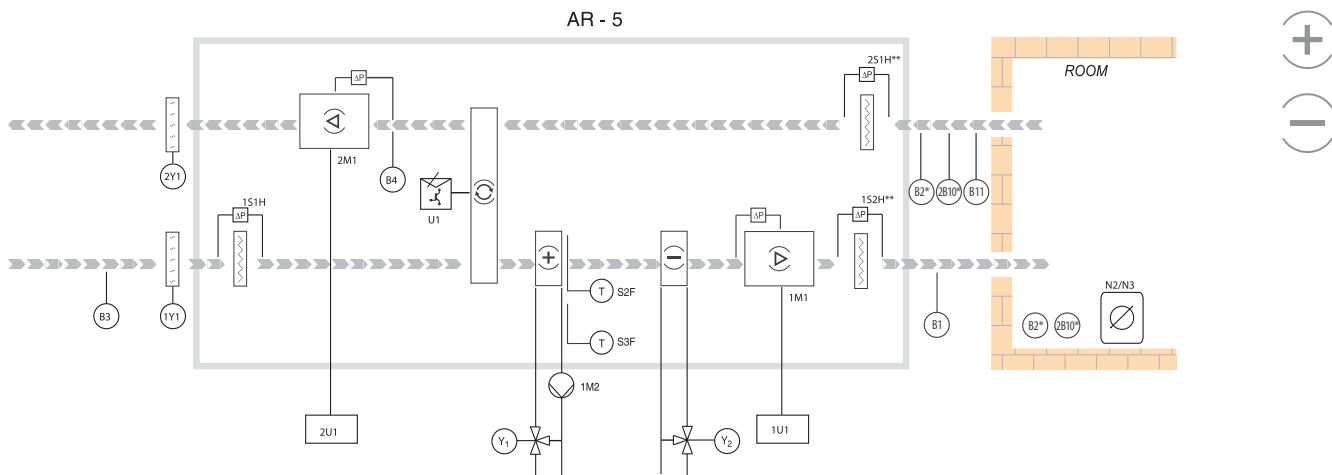 AR - 5
2S1H**
ΔP
ROOM
ΔP
2M1
2Y1
B4
B2*
2B10*
B11
U1
1S1H
ΔP
ΔP
1S2H**
ΔP
S2F
T
1M1
B3
1Y1
B1
N2/N3
B2*
2B10*
T
S3F
1M2
2U1
Y1
Y2
1U1